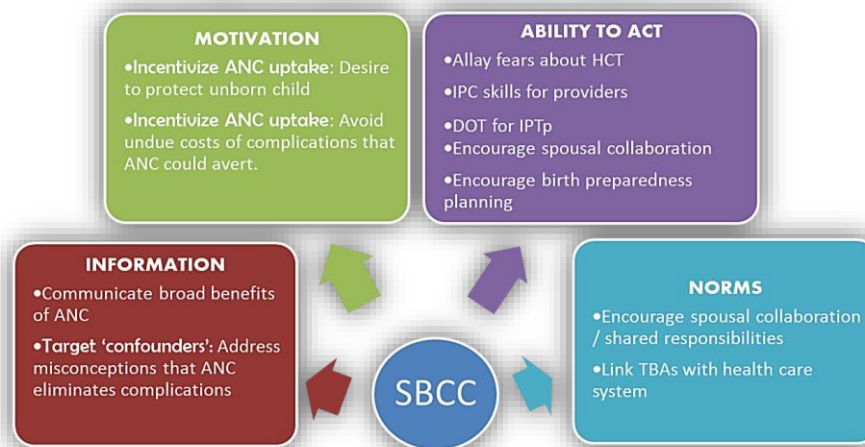 MOTIVATION
•Incentivize ANC uptake: Desire
to protect unborn child
•Incentivize ANC uptake: Avoid
undue costs of complications that
ANC could avert.
ABILITY TO ACT
•Allay fears about HCT
•IPC skills for providers
•DOT for IPTp
•Encourage spousal collaboration
•Encourage birth preparedness
planning
INFORMATION
•Communicate broad benefits
of ANC
•Target ‘confounders’: Address
misconceptions that ANC
eliminates complications
NORMS
•Encourage spousal collaboration
/ shared responsibilities
•Link TBAs with health care
system
SBCC